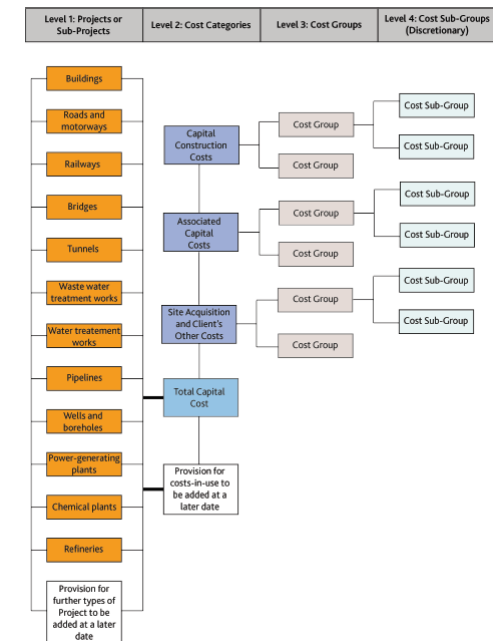 Level 1: Projects or
Sub-Projects
Level 2: Cost Categories
Level 3: Cost Groups
Level 4: Cost Sub-Groups
(Discretionary)
Buildings
Roads and
motorways
Railways
Bridges
Tunnels
Waste water
treatment works
Water treatement
works
Pipelines
Wells and
boreholes
Power-generating
plants
Chemical plants
Refineries
Provision for
further types of
Project to be
added at a later
date
Capital
Construction
Costs
Associated
Capital
Costs
Site Acquisition
and Client's
Other Costs
Total Capital
Cost
Provision for
costs-in-use to
be added at a
later date
Cost Group
Cost Group
Cost Group
Cost Group
Cost Group
Cost Group
Cost Sub-Group
Cost Sub-Group
Cost Sub-Group
Cost Sub-Group
Cost Sub-Group
Cost Sub-Group